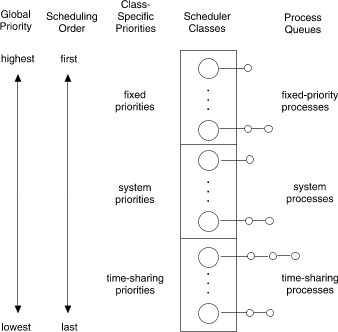 Global
Priority
Scheduling
Order
Class-
Specific
Priorities
Scheduler
Classes
Process
Queues
highest
first
fixed
priorities
fixed-priority
processes
system
priorities
system
processes
time-sharing
priorities
time-sharing
processes
lowest
last